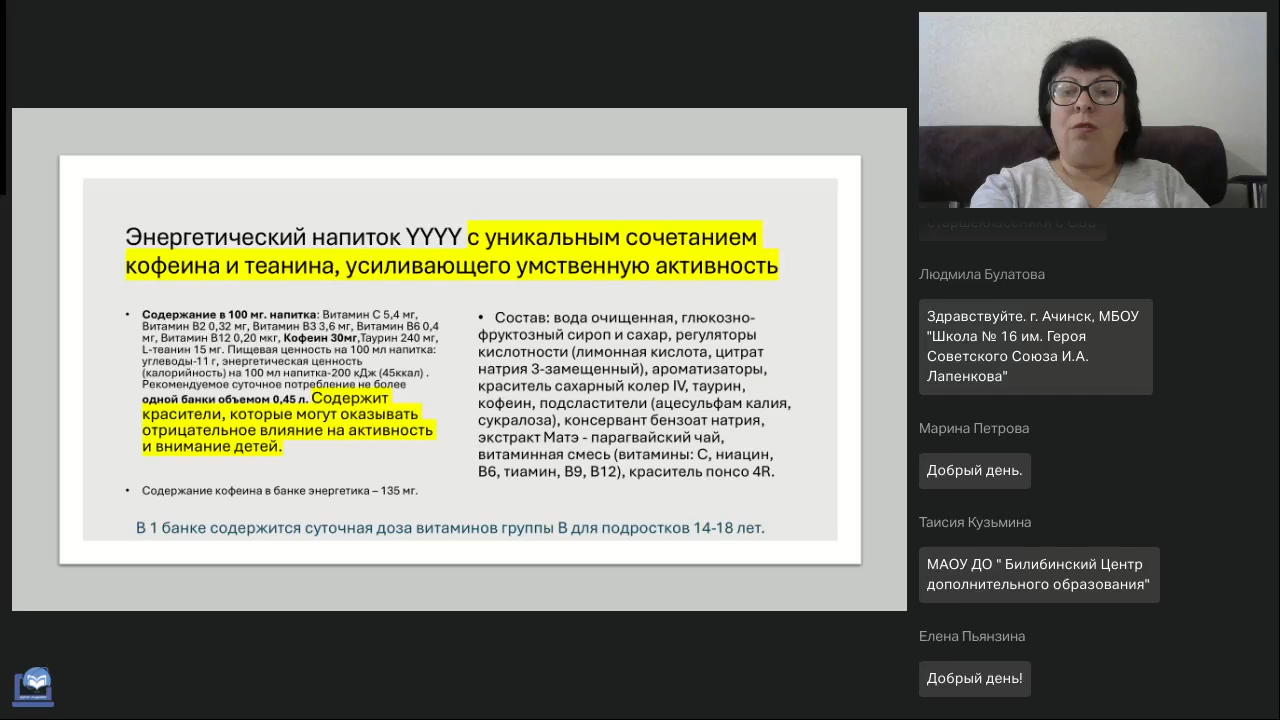 Энергетический напиток YYYY с уникальным сочетанием
кофеина и теанина, усиливающего умственную активность
• Содержание в 100 мг. напитка: Витамин С 5,4 мг,
Витамин В2 0,32 мг, Витамин В3 3,6 мг, Витамин В6 0,4
мг, Витамин В12 0,20 мкг, Кофеин 30мг,Таурин 240 мг,
L-теанин 15 мг. Пищевая ценность на 100 мл напитка:
углеводы-11 г, энергетическая ценность
(калорийность) на 100 мл напитка-200 кДж (45ккал) .
Рекомендуемое суточное потребление не более
одной банки объемом 0,45 л. Содержит
красители, которые могут оказывать
отрицательное влияние на активность
и внимание детей.
• Содержание кофеина в банке энергетика – 135 мг.
• Состав: вода очищенная, глюкозно-
фруктозный сироп и сахар, регуляторы
кислотности (лимонная кислота, цитрат
натрия 3-замещенный), ароматизаторы,
краситель сахарный колер IV, таурин,
кофеин, подсластители (ацесульфам калия,
сукралоза), консервант бензоат натрия,
экстракт Матэ - парагвайский чай,
витаминная смесь (витамины: С, ниацин,
В6, тиамин, В9, В12), краситель понсо 4R.
В 1 банке содержится суточная доза витаминов группы В для подростков 14-18 лет.
Людмила Булатова
Здравствуйте. г. Ачинск, МБОУ
"Школа № 16 им. Героя
Советского Союза И.А.
Лапенкова"
Марина Петрова
Добрый день.
Таисия Кузьмина
МАОУ ДО " Билибинский Центр
дополнительного образования"
Елена Пьянзина
Добрый день!